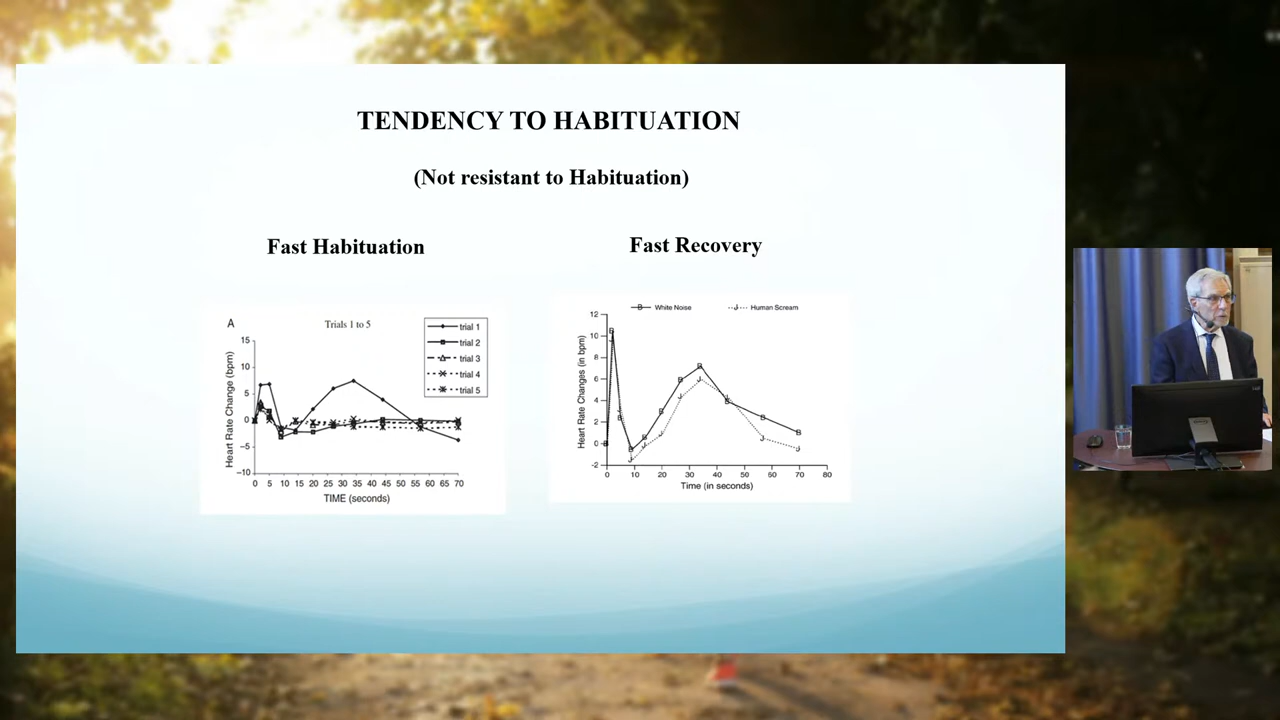 TENDENCY TO HABITUATION
(Not resistant to Habituation)
Fast Habituation
A
Trials 1 to 5
trial 1
trial 2
trial 3
trial 4
trial 5
Heart Rate Change (bpm)
15
10
5
0
−5
−10
0 5 10 15 20 25 30 35 40 45 50 55 60 65 70
TIME (seconds)
Fast Recovery
B White Noise
J Human Scream
Heart Rate Changes (in bpm)
12
10
8
6
4
2
0
-2
0 10 20 30 40 50 60 70 80
Time (in seconds)